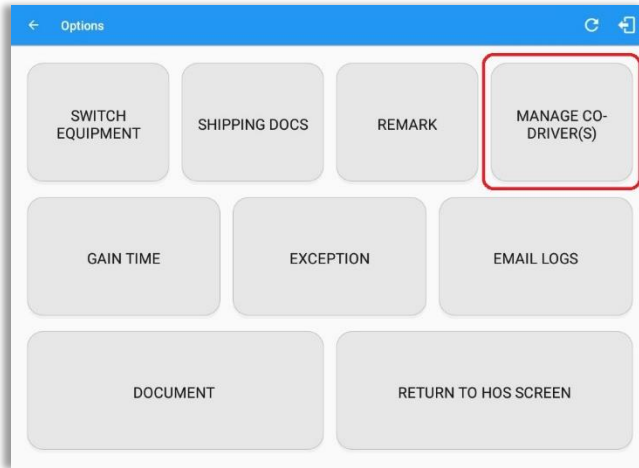 Options
SWITCH
EQUIPMENT
SHIPPING DOCS
REMARK
MANAGE CO-
DRIVER(S)
GAIN TIME
EXCEPTION
EMAIL LOGS
DOCUMENT
RETURN TO HOS SCREEN